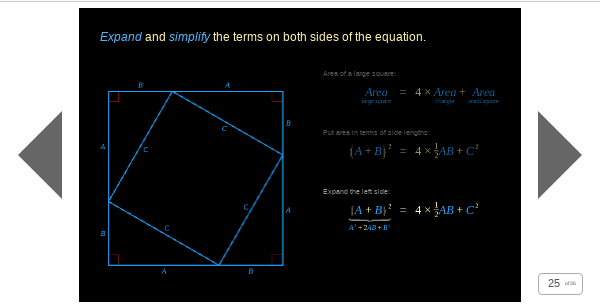 Expand and simplify the terms on both sides of the equation.
Area of a large square:
Area = 4 × Area + Area
large square triangle small square
Put area in terms of side lengths:
(A + B)² = 4 × ½AB + C²
Expand the left side:
(A + B)² = 4 × ½AB + C²
A² + 2AB + B²
B A
B
C
A C
C A
B C
A B
25 of 36